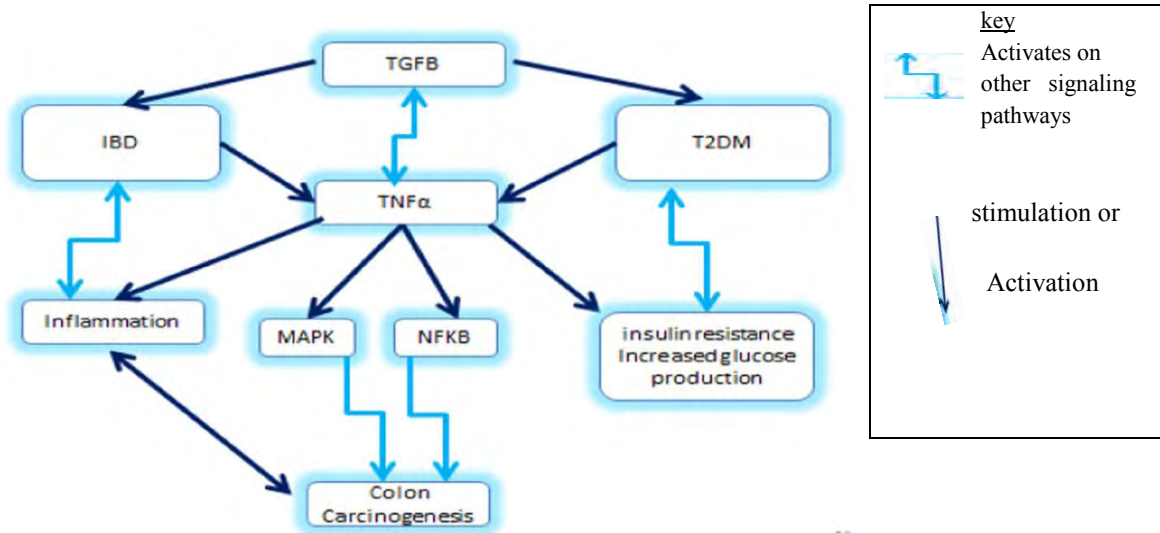 TGFB
IBD
T2DM
TNFα
Inflammation
MAPK
NFKB
insulin resistance
Increased glucose
production
Colon
Carcinogenesis
key
Activates on
other signaling
pathways
stimulation or
Activation